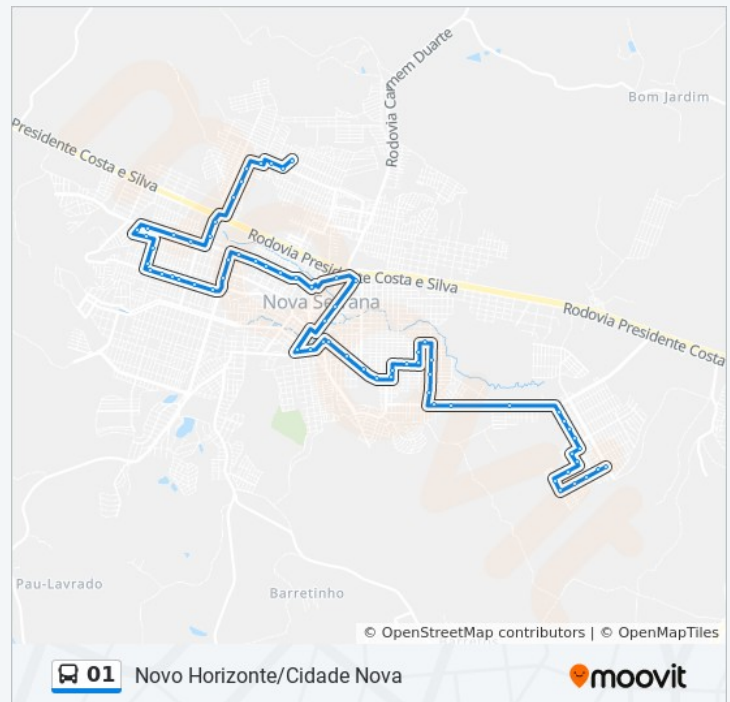 Rodovia Carmem Duarte
Bom Jardim
Presidente Costa e Silva
Rodovia Presidente Costa e Silva
Nova Serrana
Rodovia Presidente Costa
Pau-Lavrado
Barretinho
© OpenStreetMap contributors | © OpenMapTiles
01 Novo Horizonte/Cidade Nova
moovit